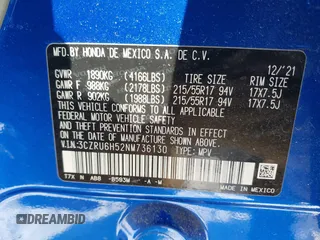 MFD.BY HONDA DE MEXICO S.A. DE C.V.
12/'21
GVWR 1890KG (4166LBS) TIRE SIZE RIM SIZE
GAWR F 988KG (2178LBS) 215/55R17 94V 17X7.5J
GAWR R 902KG (1988LBS) 215/55R17 94V 17X7.5J
THIS VEHICLE CONFORMS TO ALL APPLICABLE
FEDERAL MOTOR VEHICLE SAFETY AND
THEFT PREVENTION STANDARDS IN EFFECT ON
THE DATE OF MANUFACTURE SHOWN ABOVE.
V.I.N:3CZRU6H52NM736130 TYPE: MPV
T7X N AB8 -B593M - A -M
MADE IN MEXICO
DREAMBID